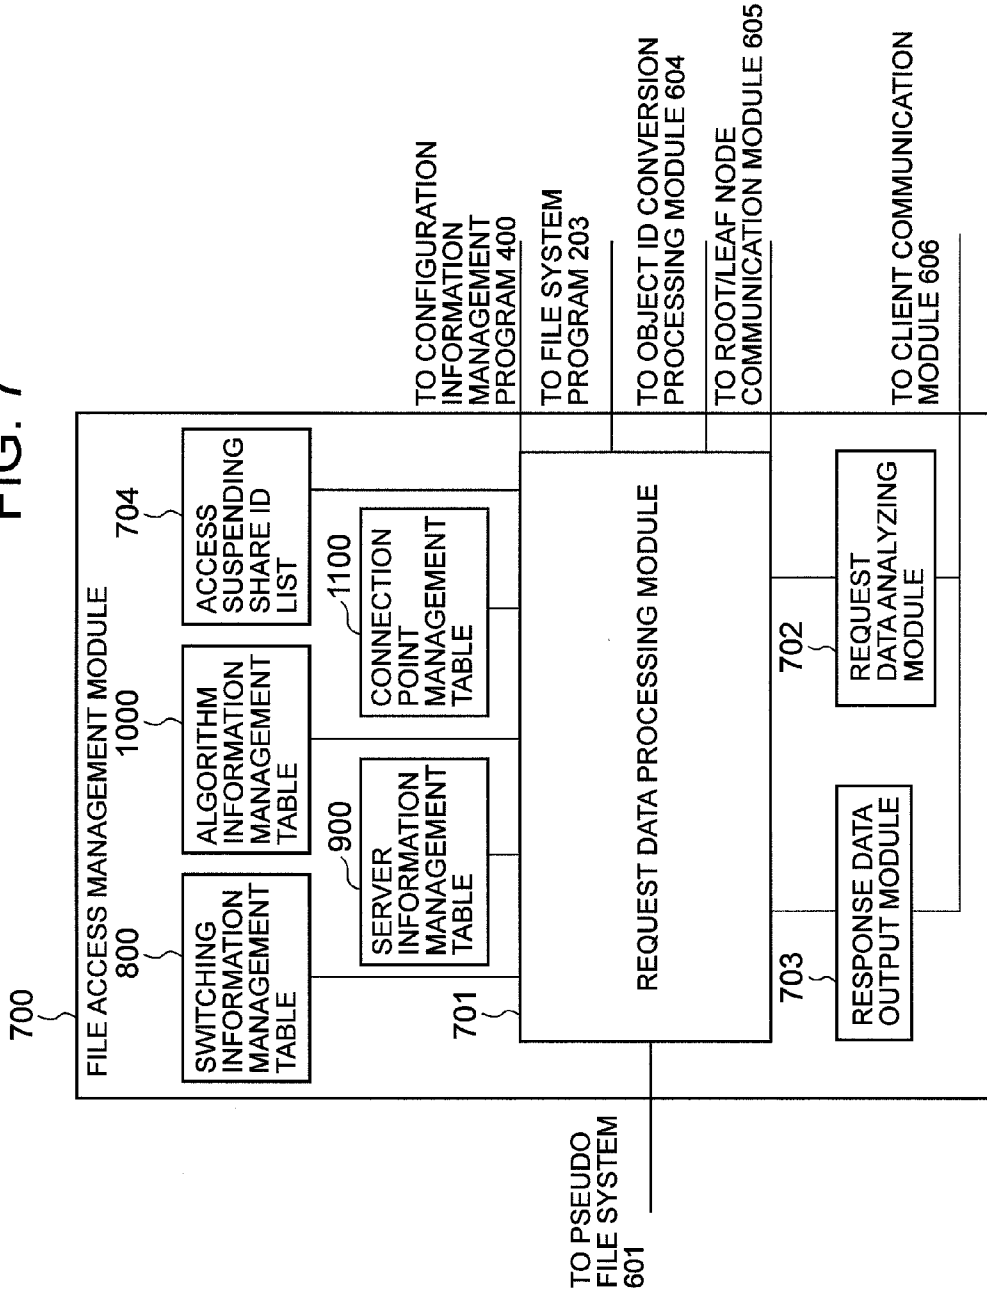 FIG. 7
700
FILE ACCESS MANAGEMENT MODULE
800
SWITCHING
INFORMATION
MANAGEMENT
TABLE
1000
ALGORITHM
INFORMATION
MANAGEMENT
TABLE
704
ACCESS
SUSPENDING
SHARE ID
LIST
900
SERVER
INFORMATION
MANAGEMENT
TABLE
1100
CONNECTION
POINT
MANAGEMENT
TABLE
701
REQUEST DATA PROCESSING MODULE
703
RESPONSE DATA
OUTPUT MODULE
702
REQUEST
DATA ANALYZING
MODULE
TO PSEUDO
FILE SYSTEM
601
TO CONFIGURATION
INFORMATION
MANAGEMENT
PROGRAM 400
TO FILE SYSTEM
PROGRAM 203
TO OBJECT ID CONVERSION
PROCESSING MODULE 604
TO ROOT/LEAF NODE
COMMUNICATION MODULE 605
TO CLIENT COMMUNICATION
MODULE 606